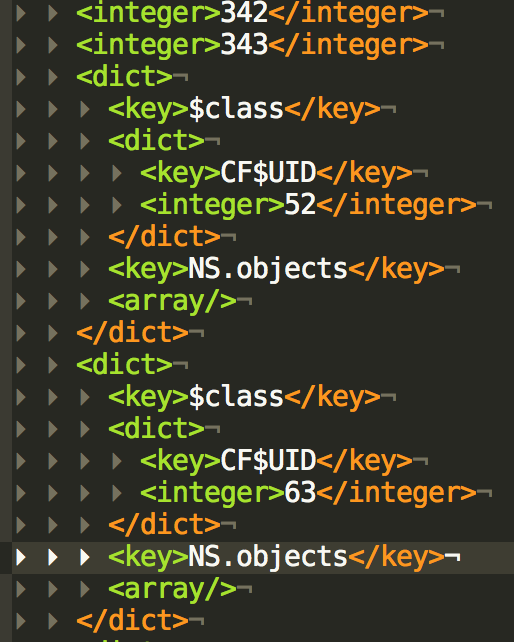 <integer>342</integer>
<integer>343</integer>
<dict>
<key>$class</key>
<dict>
<key>CF$UID</key>
<integer>52</integer>
</dict>
<key>NS.objects</key>
<array/>
</dict>
<dict>
<key>$class</key>
<dict>
<key>CF$UID</key>
<integer>63</integer>
</dict>
<key>NS.objects</key>
<array/>
</dict>